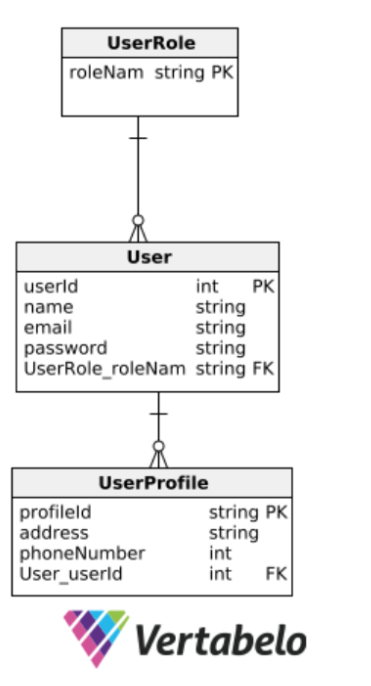 UserRole
roleNam string PK
User
userId int PK
name string
email string
password string
UserRole_roleNam string FK
UserProfile
profileId string PK
address string
phoneNumber int
User_userId int FK
Vertabelo